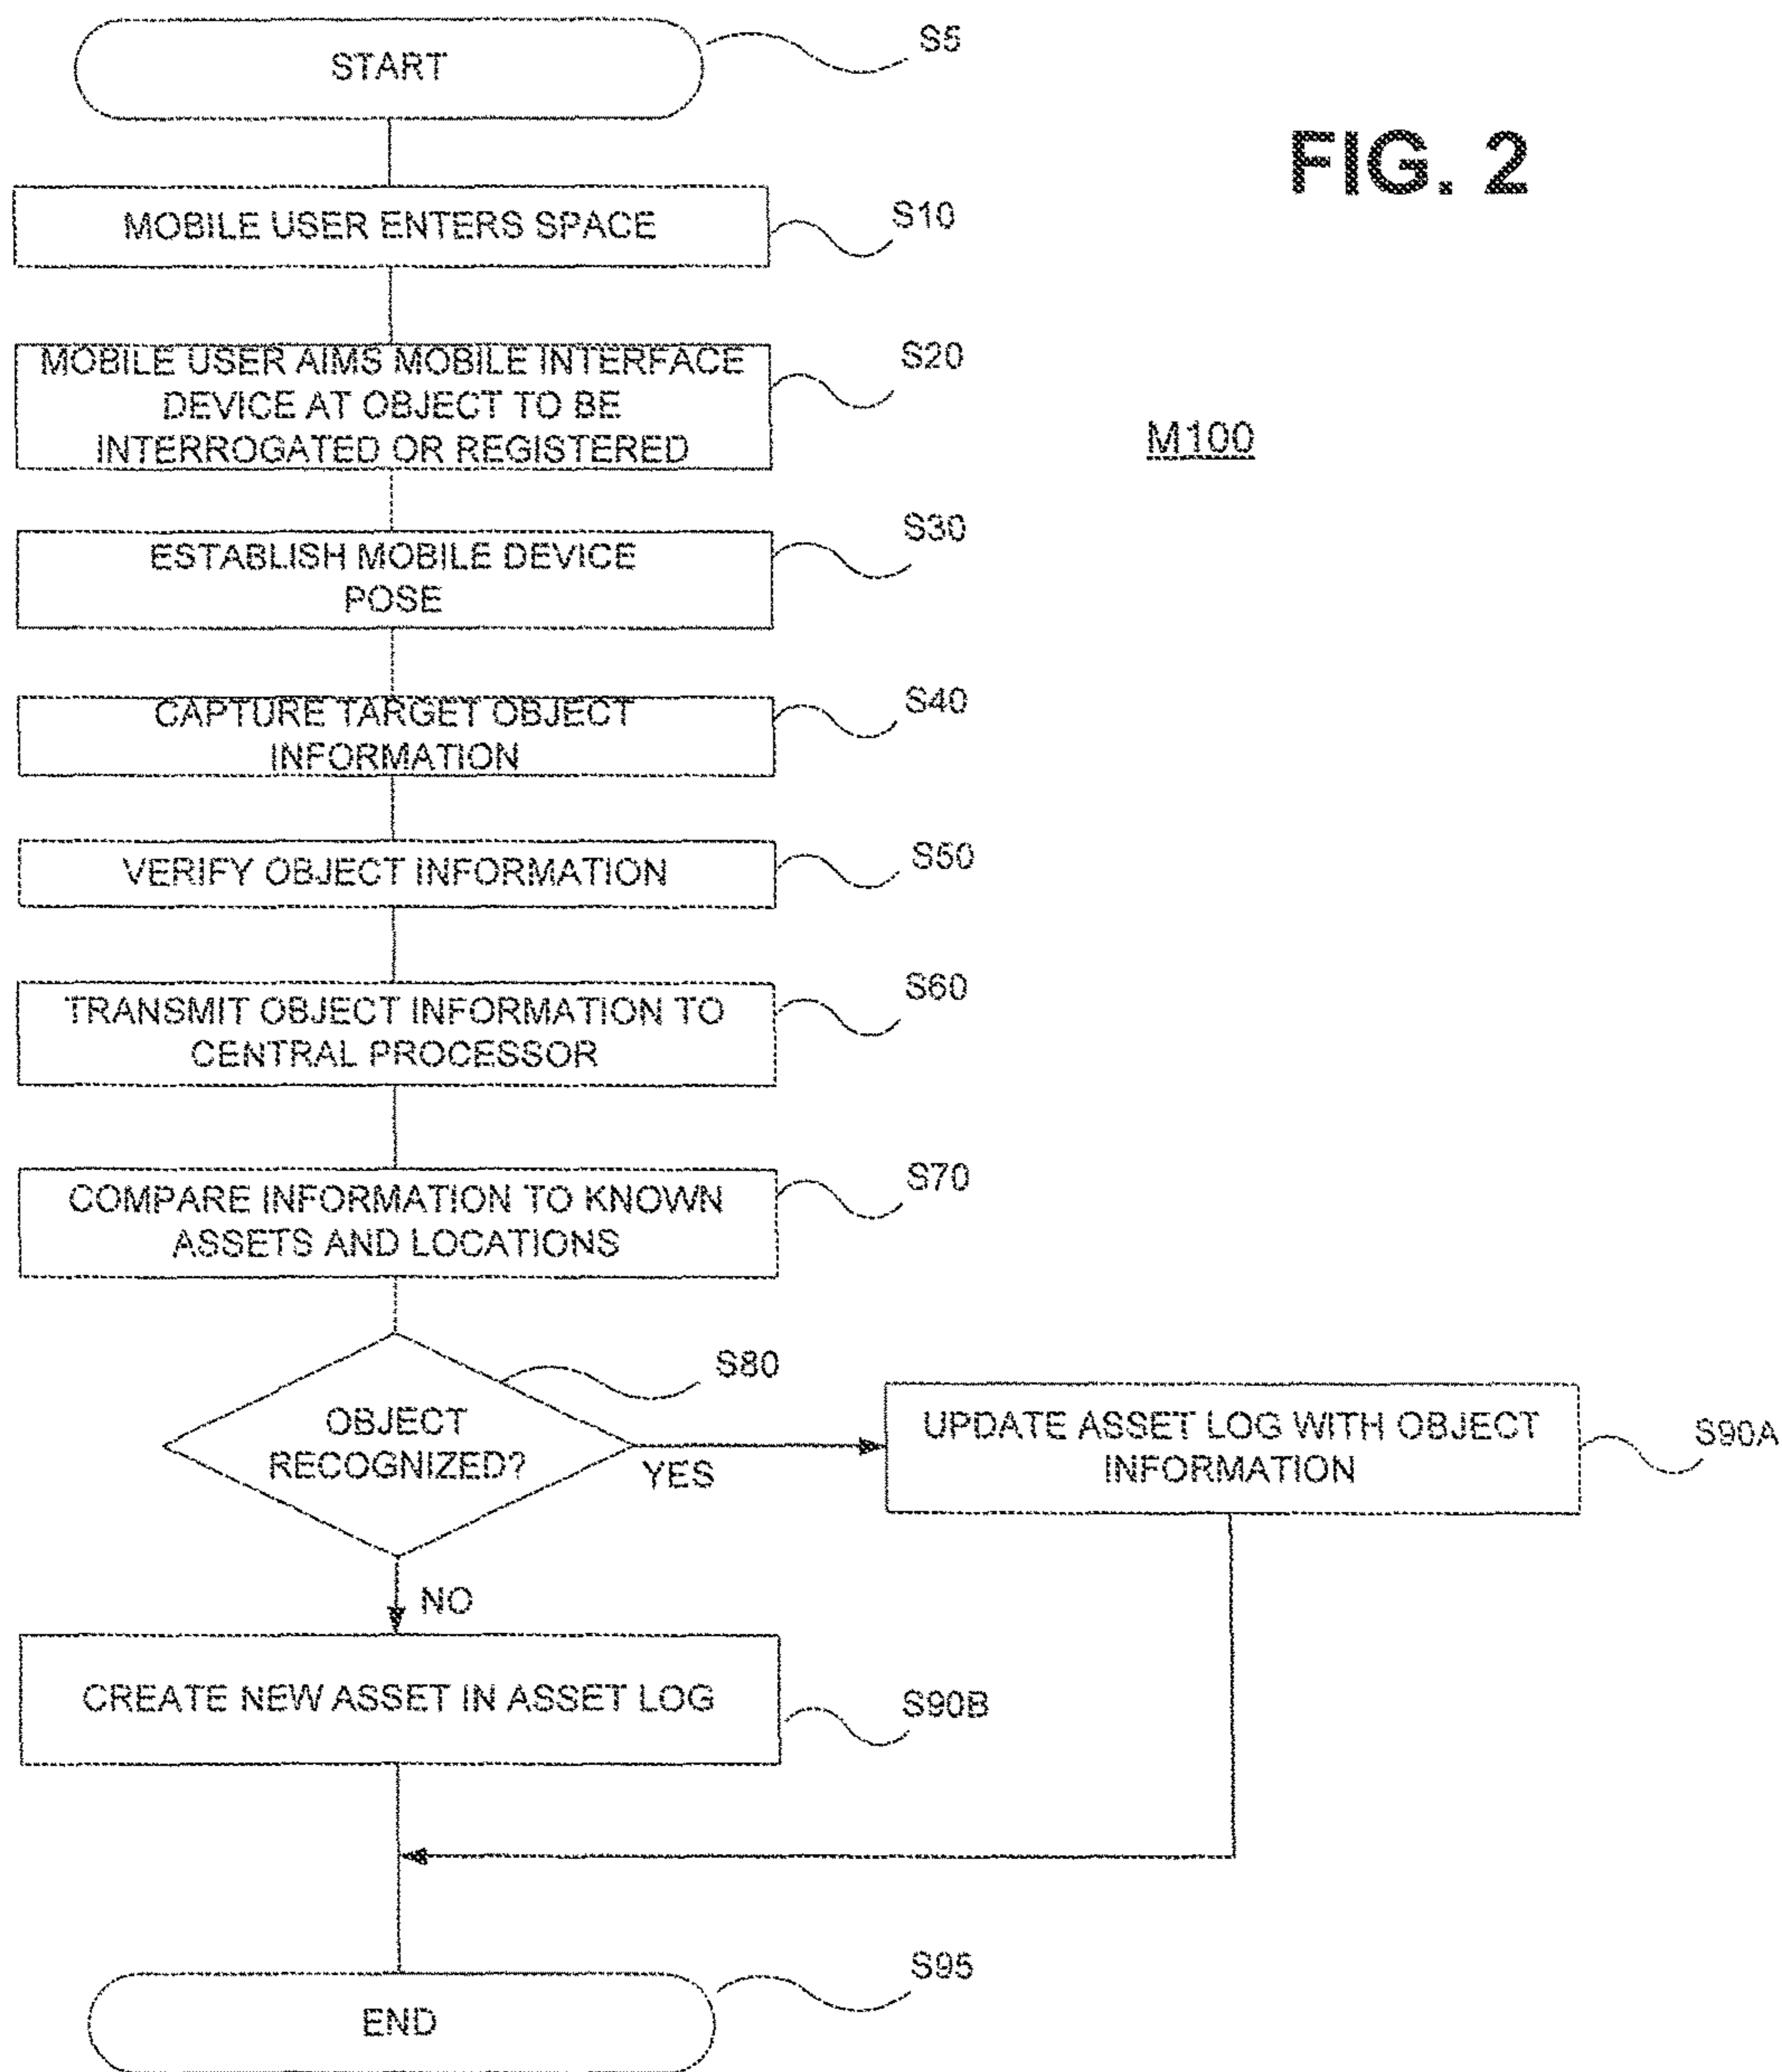 START
S5
FIG. 2
MOBILE USER ENTERS SPACE
S10
MOBILE USER AIMS MOBILE INTERFACE
DEVICE AT OBJECT TO BE
INTERROGATED OR REGISTERED
S20
M100
ESTABLISH MOBILE DEVICE
POSE
S30
CAPTURE TARGET OBJECT
INFORMATION
S40
VERIFY OBJECT INFORMATION
S50
TRANSMIT OBJECT INFORMATION TO
CENTRAL PROCESSOR
S60
COMPARE INFORMATION TO KNOWN
ASSETS AND LOCATIONS
S70
OBJECT
RECOGNIZED?
S80
YES
UPDATE ASSET LOG WITH OBJECT
INFORMATION
S90A
NO
CREATE NEW ASSET IN ASSET LOG
S90B
END
S95